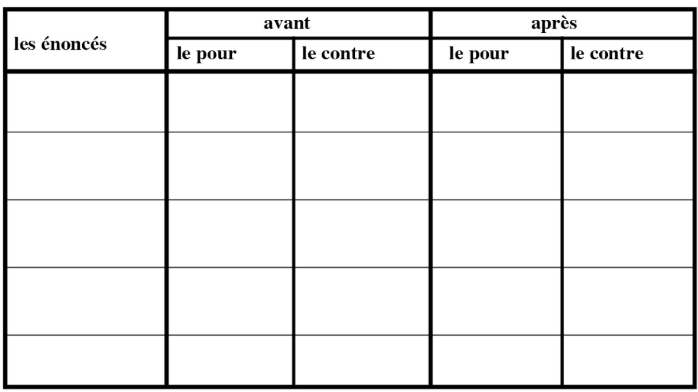 les énoncés
avant
après
le pour
le contre
le pour
le contre